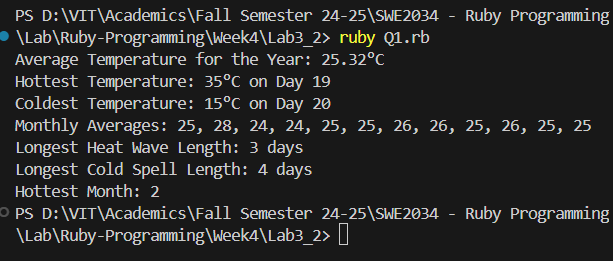 PS D:\VIT\Academics\Fall Semester 24-25\SWE2034 - Ruby Programming
\Lab\Ruby-Programming\Week4\Lab3_2> ruby Q1.rb
Average Temperature for the Year: 25.32°C
Hottest Temperature: 35°C on Day 19
Coldest Temperature: 15°C on Day 20
Monthly Averages: 25, 28, 24, 24, 25, 25, 26, 26, 25, 26, 25, 25
Longest Heat Wave Length: 3 days
Longest Cold Spell Length: 4 days
Hottest Month: 2
PS D:\VIT\Academics\Fall Semester 24-25\SWE2034 - Ruby Programming
\Lab\Ruby-Programming\Week4\Lab3_2>